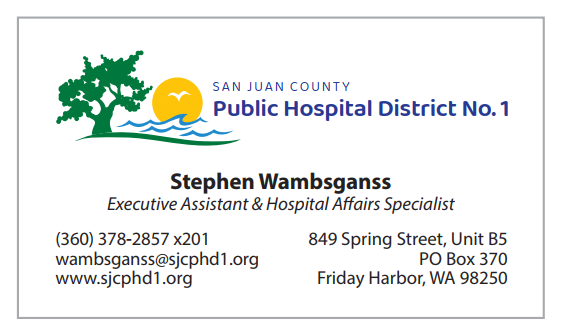 SAN JUAN COUNTY
Public Hospital District No. 1
Stephen Wambsganss
Executive Assistant & Hospital Affairs Specialist
(360) 378-2857 x201
wambsganss@sjcphd1.org
www.sjcphd1.org
849 Spring Street, Unit B5
PO Box 370
Friday Harbor, WA 98250